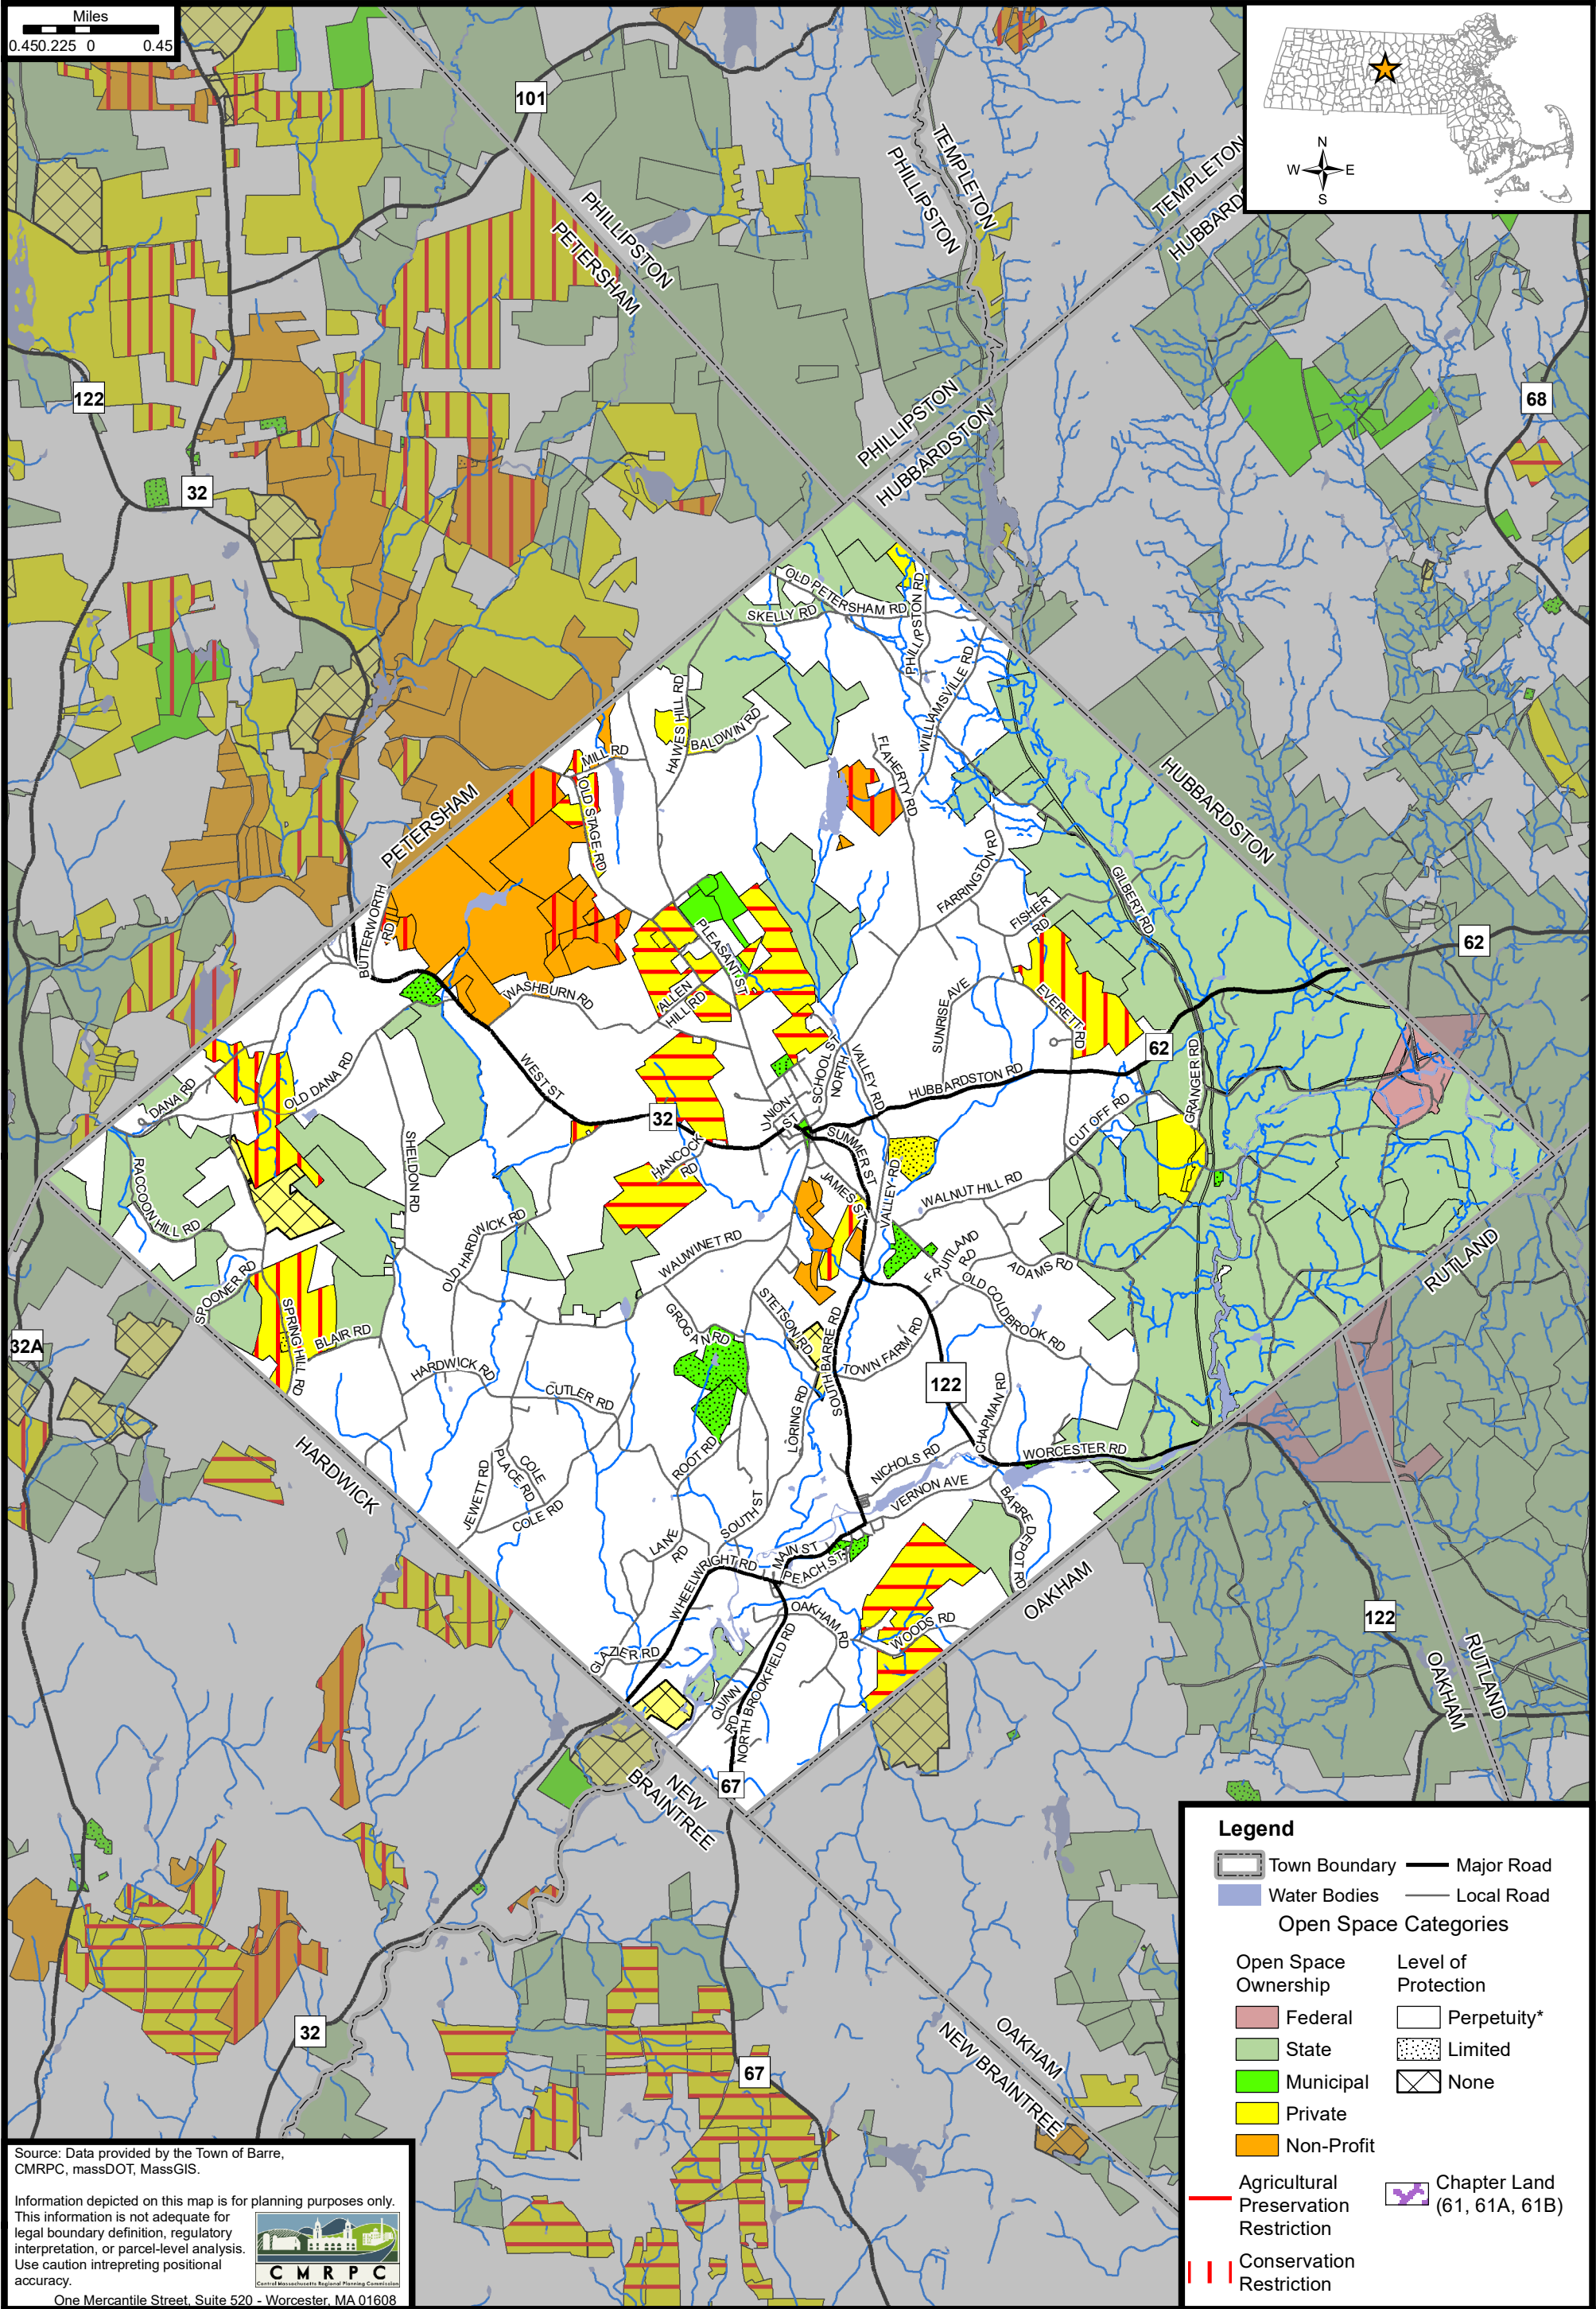 Miles
0.450.225 0 0.45
N
W E
S
101
122
32
68
62
PHILLIPSTON
PETERSHAM
TEMPLETON
PHILLIPSTON
TEMPLETON
HUBBARD
PHILLIPSTON
HUBBARDSTON
OLD PETERSHAM RD
SKELLY RD
PHILLIPSTON RD
WILLIAMSVILLE RD
HAWES HILL RD
BALDWIN RD
MILL RD
OLD STAGE RD
FLAHERTY RD
PETERSHAM
HUBBARDSTON
FARRINGTON RD
GILBERT RD
FISHER
RD
BUTTERWORTH
RD
PLEASANT ST
WASHBURN RD
ALLEN
HILL RD
SUNRISE AVE
EVERETT RD
62
DANA RD
OLD DANA RD
WEST ST
SCHOOL ST
NORTH
VALLEY RD
HUBBARDSTON RD
GRANGER RD
32
UNION
ST
CUT OFF RD
SUMMER ST
HANCOCK
RD
JAMES ST
VALLEY RD
WALNUT HILL RD
RACCOON HILL RD
SHELDON RD
OLD HARDWICK RD
WAUWINET RD
FRUITLAND
RD
ADAMS RD
OLD COLDBROOK RD
RUTLAND
SPOONER RD
SPRING HILL RD
BLAIR RD
GROGAN RD
STETSON RD
SOUTH BARRE RD
TOWN FARM RD
32A
HARDWICK RD
CUTLER RD
122
LORING RD
CHAPMAN RD
WORCESTER RD
ROOT RD
NICHOLS RD
VERNON AVE
HARDWICK
JEWETT RD
COLE
PLACE RD
COLE RD
SOUTH ST
LANE
RD
BARRE DEPOT RD
MAIN ST
PEACH ST
WHEELWRIGHT RD
OAKHAM
OAKHAM RD
WOODS RD
GLAZIER RD
QUINN
RD
NORTH BROOKFIELD RD
122
RUTLAND
OAKHAM
67
NEW
BRAINTREE
32
67
OAKHAM
NEW BRAINTREE
Legend
Town Boundary
Major Road
Water Bodies
Local Road
Open Space Categories
Open Space
Ownership
Level of
Protection
Federal
Perpetuity*
State
Limited
Municipal
None
Private
Non-Profit
Agricultural
Preservation
Restriction
Chapter Land
(61, 61A, 61B)
Conservation
Restriction
Source: Data provided by the Town of Barre,
CMRPC, massDOT, MassGIS.
Information depicted on this map is for planning purposes only.
This information is not adequate for
legal boundary definition, regulatory
interpretation, or parcel-level analysis.
Use caution intrepreting positional
accuracy.
CMRPC
Central Massachusetts Regional Planning Commission
One Mercantile Street, Suite 520 - Worcester, MA 01608